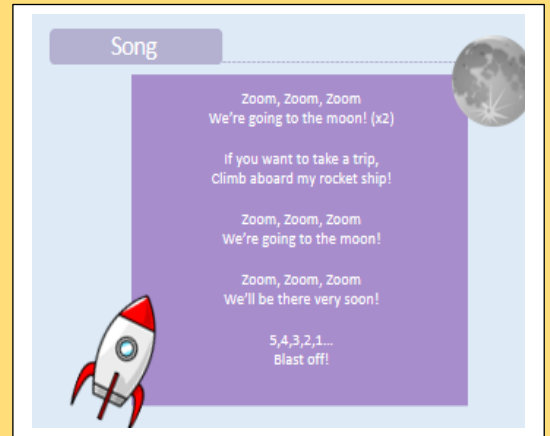 Song
Zoom, Zoom, Zoom
We're going to the moon! (x2)
If you want to take a trip,
Climb aboard my rocket ship!
Zoom, Zoom, Zoom
We're going to the moon!
Zoom, Zoom, Zoom
We'll be there very soon!
5,4,3,2,1...
Blast off!